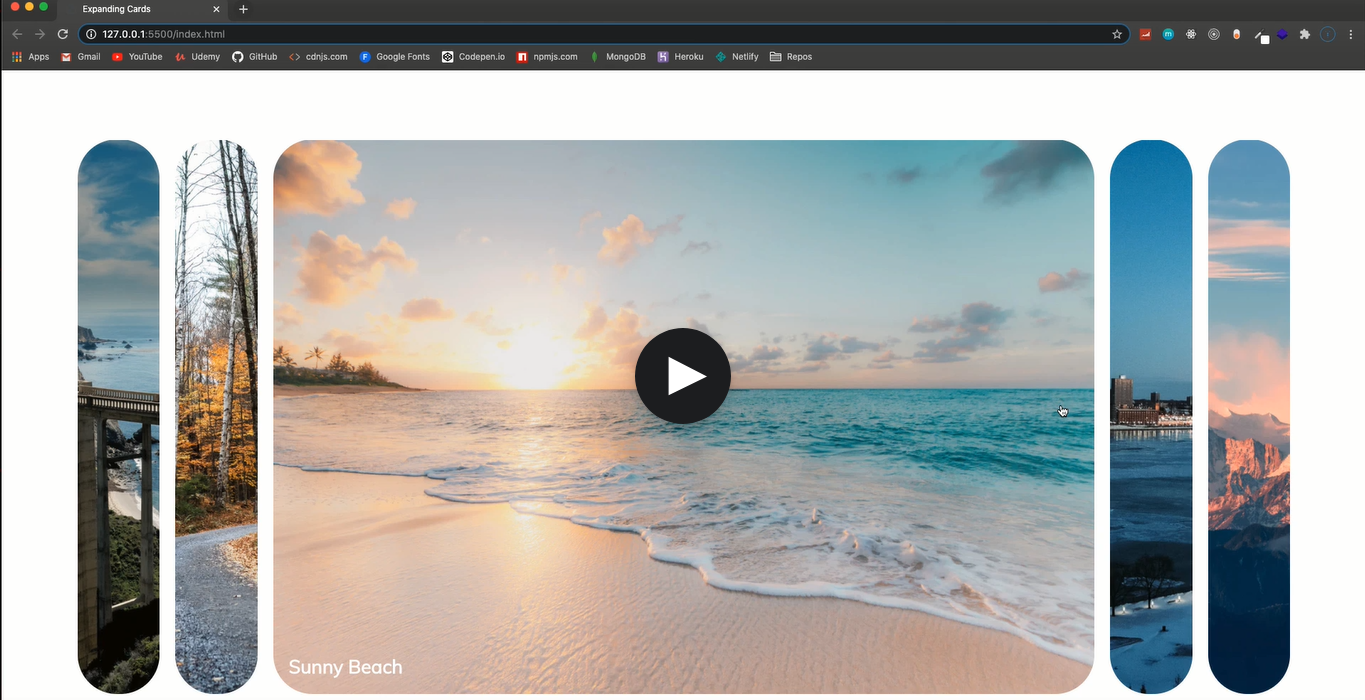 Expanding Cards
127.0.0.1:5500/index.html
Apps Gmail YouTube Udemy GitHub cdnjs.com Google Fonts Codepen.io npmjs.com MongoDB Heroku Netlify Repos
Sunny Beach